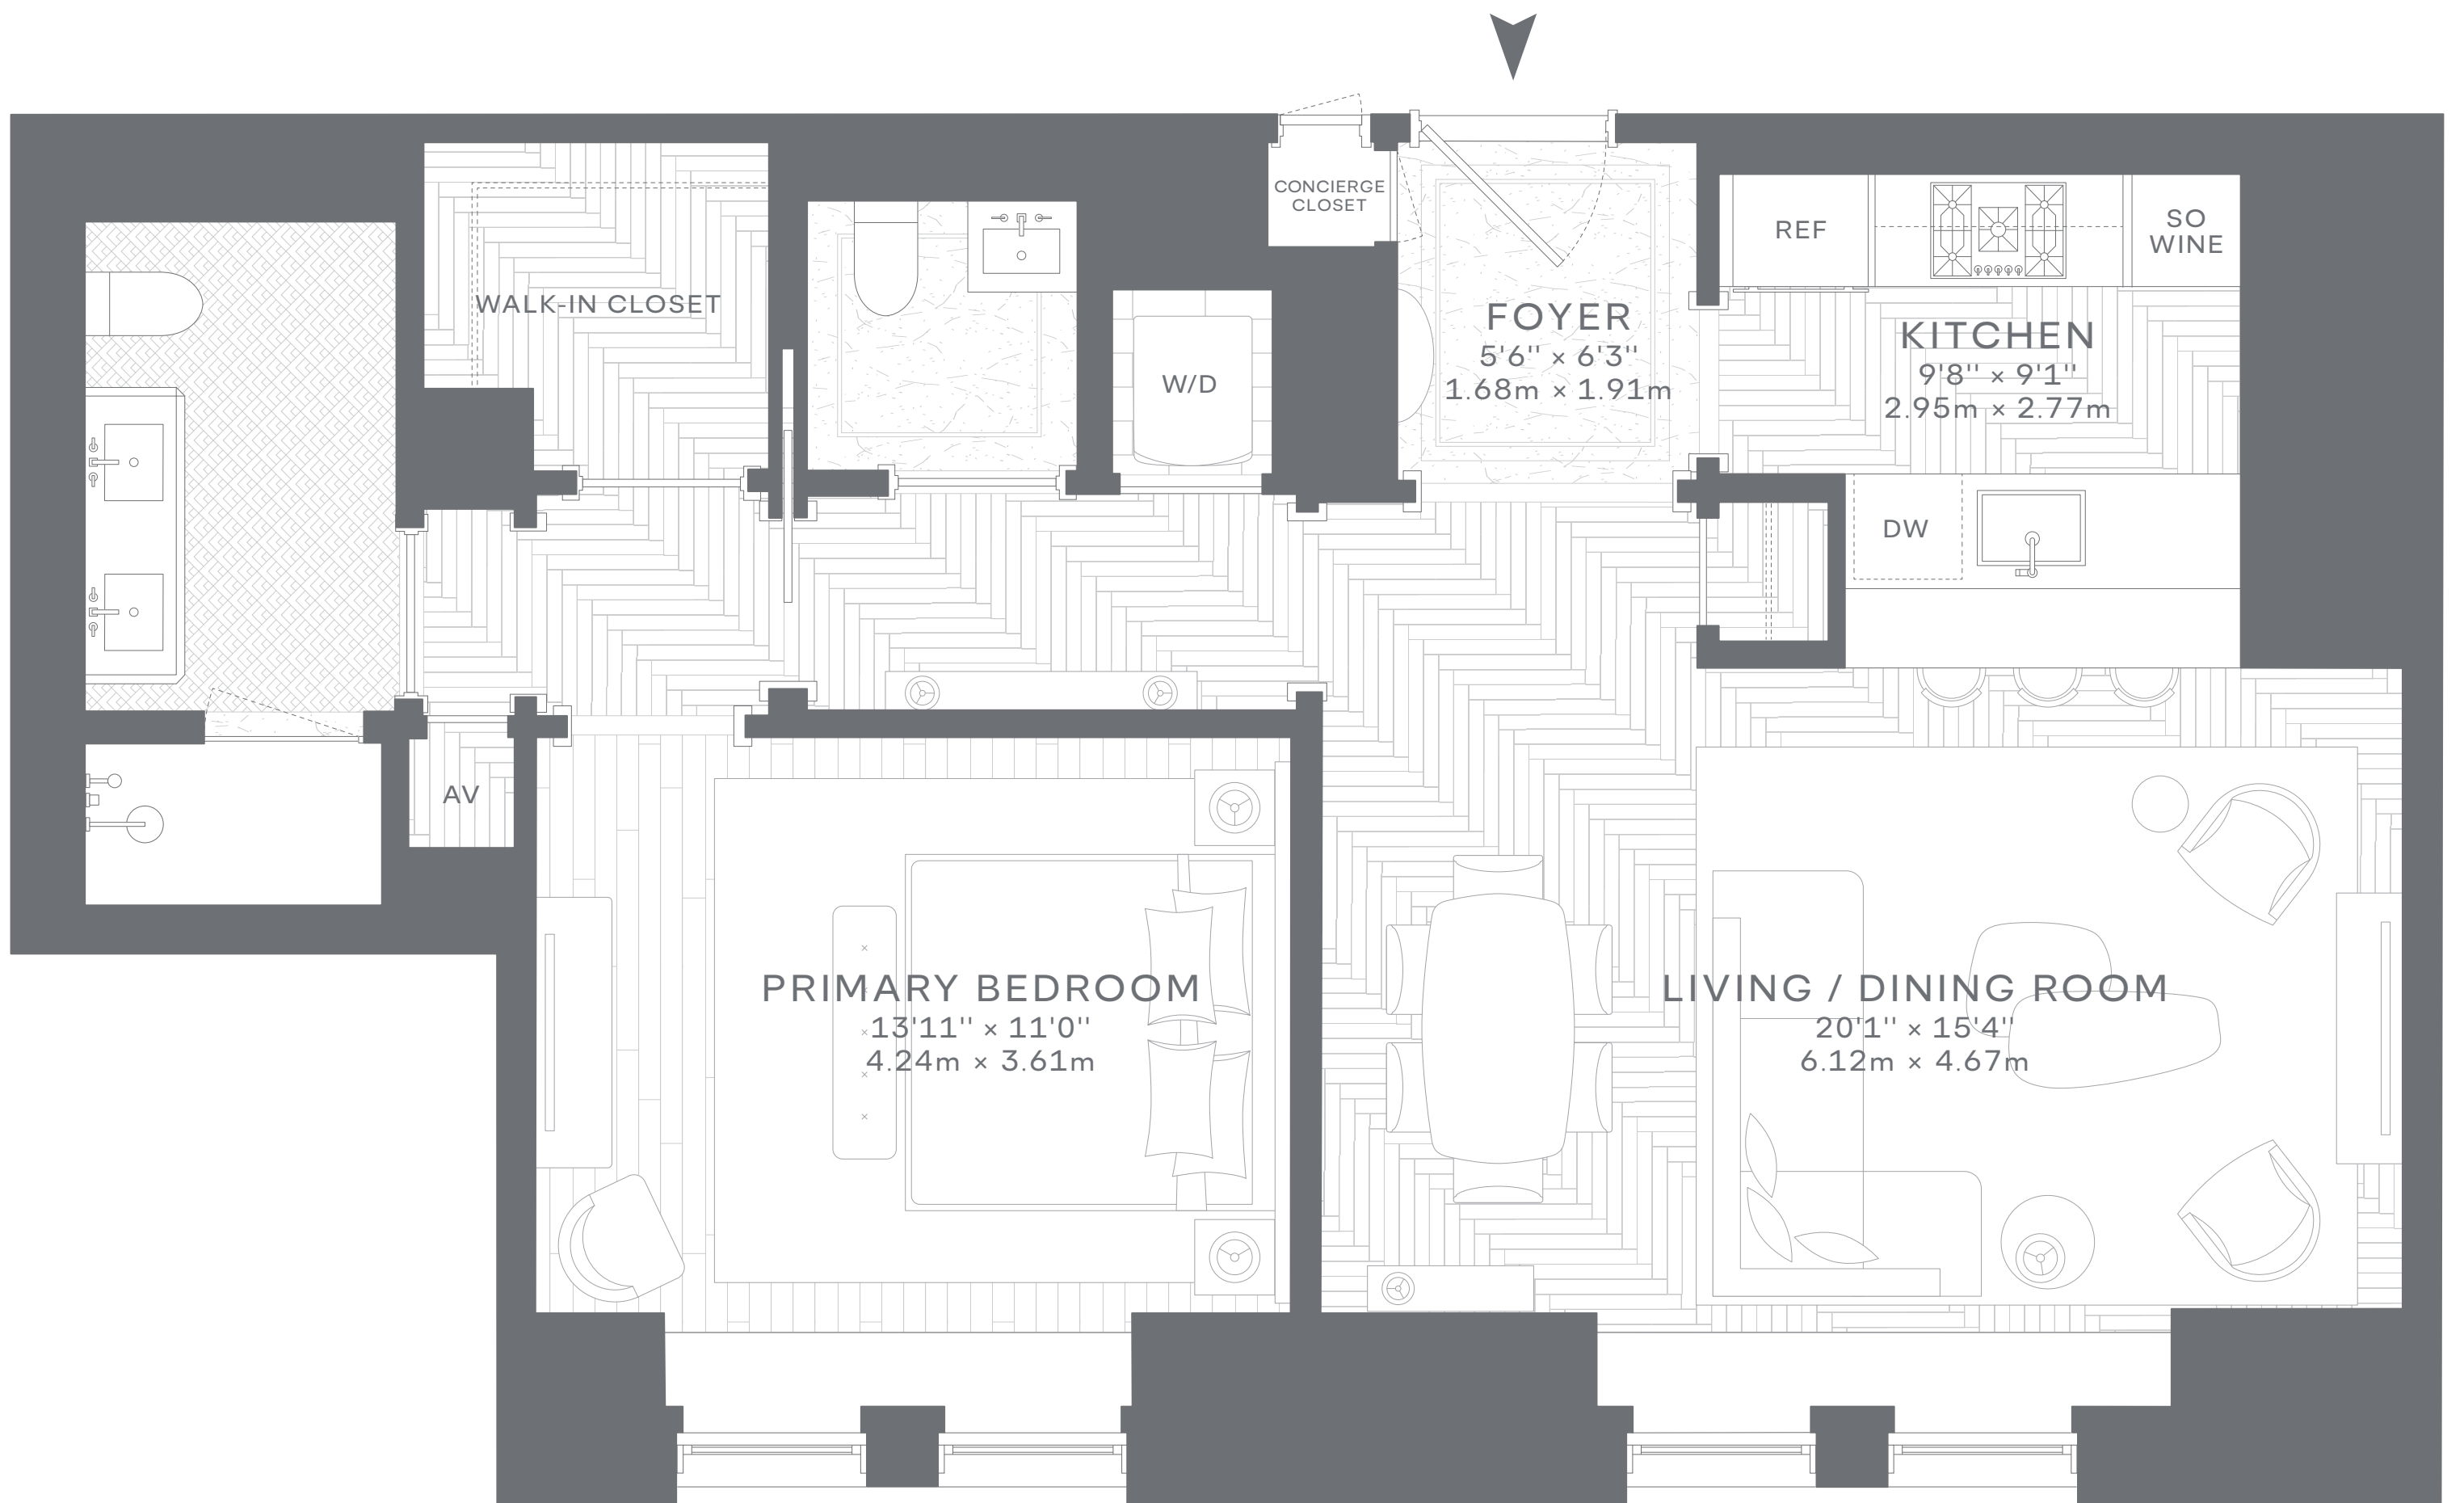 CONCIERGE
CLOSET
WALK-IN CLOSET
W/D
FOYER
5'6'' × 6'3''
1.68m × 1.91m
REF
SO
WINE
KITCHEN
9'8'' × 9'1''
2.95m × 2.77m
DW
AV
PRIMARY BEDROOM
13'11'' × 11'0''
4.24m × 3.61m
LIVING / DINING ROOM
20'1'' × 15'4''
6.12m × 4.67m